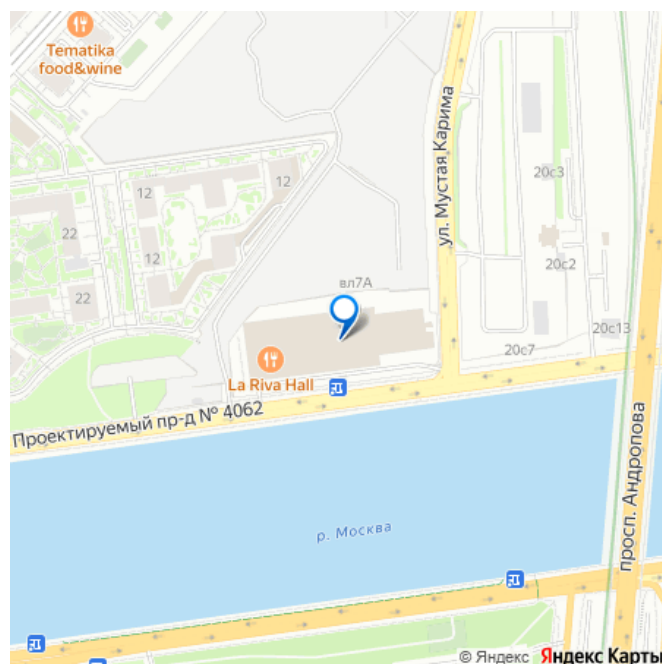 Tematika
food&wine
ул. Мустая Карима
12
12
20с3
22
12
20с2
вл7А
22
20с13
20с7
La Riva Hall
Проектируемый пр-д № 4062
просп. Андропова
р. Москва
© Яндекс Яндекс Карты